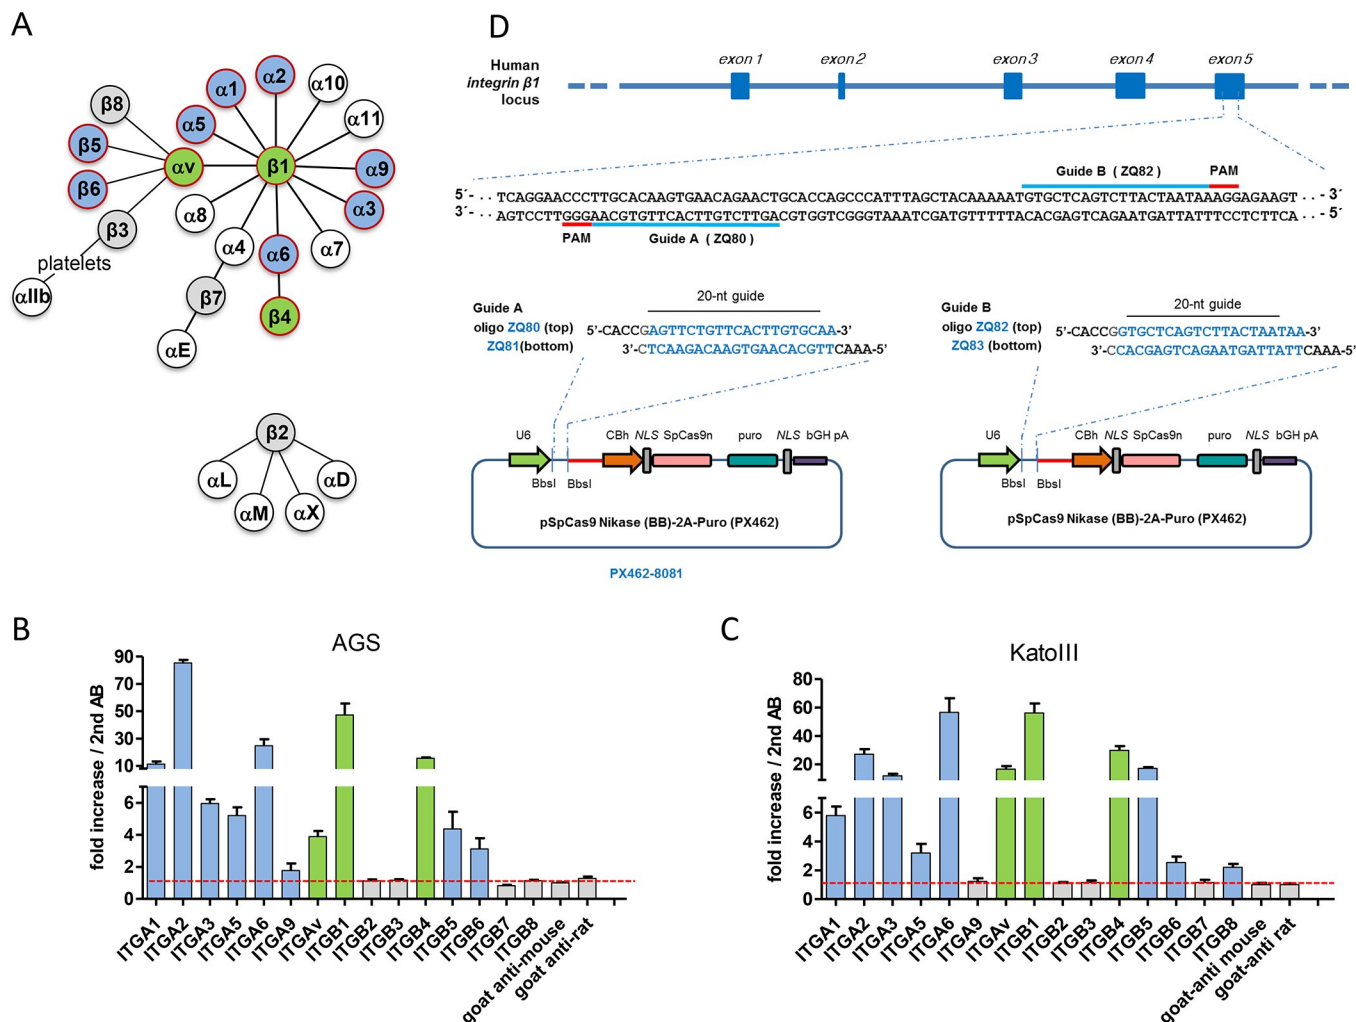 A
β8
β5
β6
αv
β3
platelets
αIIb
α1
α2
α10
α11
α5
β1
α9
α3
α8
α4
α6
α7
β7
β4
αE
β2
αL
αM
αX
αD
D
Human
integrin β1
locus
exon 1
exon 2
exon 3
exon 4
exon 5
Guide B ( ZQ82)
PAM
5´ -··TCAGGAACCCTTGCACAAGTGAACAGAACTGCACCAGCCCATTTAGCTACAAAAATGTGCTCAGTCTTACTAATAAAGGAGAAGT ··- 3´
3´ -··AGTCCTTGGGAACGTGTTCACTTGTCTTGACGTGGTCGGGTAAATCGATGTTTTTACACGAGTCAGAATGATTATTTCCTCTTCA ··- 5´
PAM
Guide A ( ZQ80 )
Guide A
20-nt guide
oligo ZQ80 (top)
5'-CACCGAGTTCTGTTCACTTGTGCAA-3'
ZQ81(bottom)
3'-CTCAAGACAAGTGAACACGTTCAAA-5'
Guide B
20-nt guide
oligo ZQ82 (top)
5'-CACCGGTGCTCAGTCTTACTAATAA-3'
ZQ83 (bottom)
3'-CCACGAGTCAGAATGATTATTCAAA-5'
U6
CBh NLS SpCas9n
puro
NLS bGH pA
BbsI
BbsI
pSpCas9 Nikase (BB)-2A-Puro (PX462)
PX462-8081
U6
CBh NLS SpCas9n
puro
NLS bGH pA
BbsI
BbsI
pSpCas9 Nikase (BB)-2A-Puro (PX462)
B
AGS
fold increase / 2nd AB
90
70
50
30
10
6
4
2
0
ITGA1
ITGA2
ITGA3
ITGA5
ITGA6
ITGA9
ITGAv
ITGB1
ITGB2
ITGB3
ITGB4
ITGB5
ITGB6
ITGB7
ITGB8
goat anti-mouse
goat anti-rat
C
KatoIII
fold increase / 2nd AB
80
60
40
20
6
4
2
0
ITGA1
ITGA2
ITGA3
ITGA5
ITGA6
ITGA9
ITGAv
ITGB1
ITGB2
ITGB3
ITGB4
ITGB5
ITGB6
ITGB7
ITGB8
goat-anti mouse
goat-anti rat